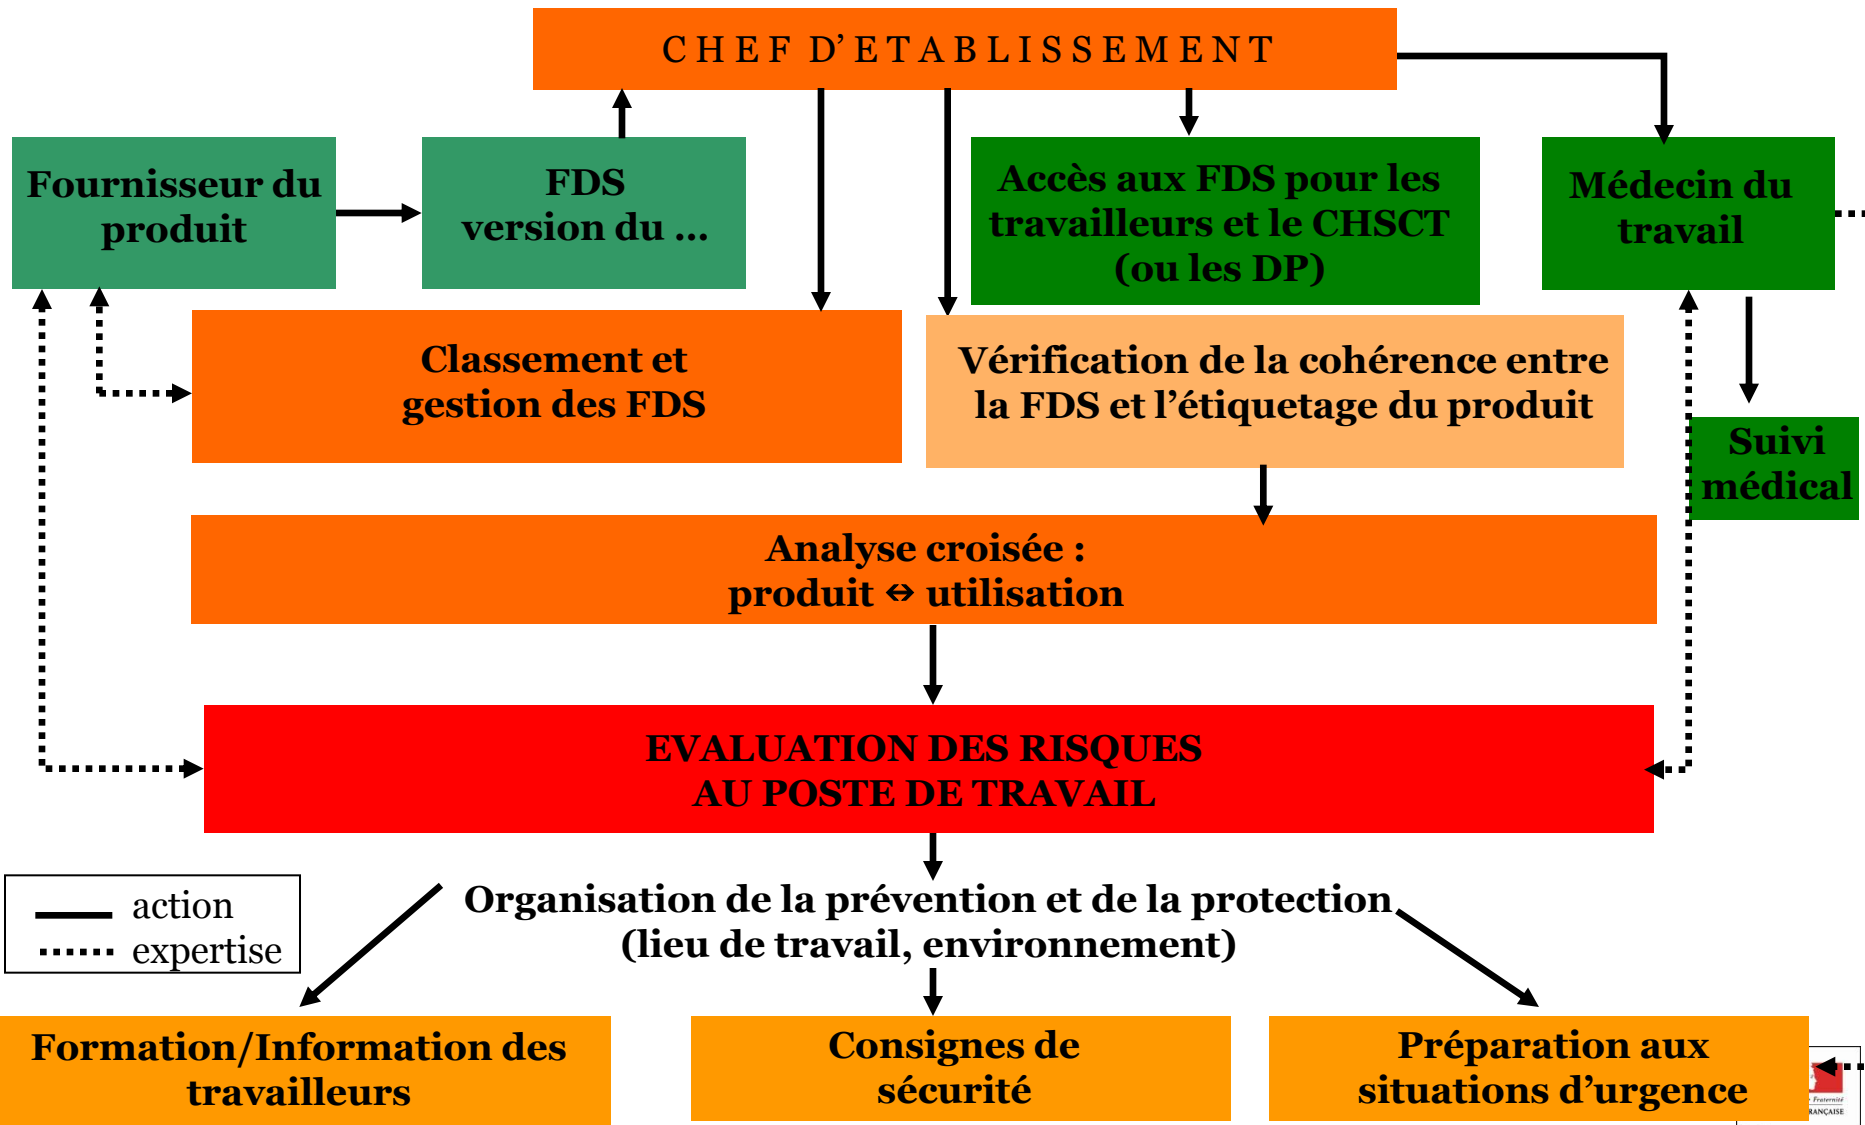 CHEF D’ETABLISSEMENT
Fournisseur du
produit
FDS
version du ...
Accès aux FDS pour les
travailleurs et le CHSCT
(ou les DP)
Médecin du
travail
Classement et
gestion des FDS
Vérification de la cohérence entre
la FDS et l’étiquetage du produit
Suivi
médical
Analyse croisée :
produit ↔ utilisation
EVALUATION DES RISQUES
AU POSTE DE TRAVAIL
action
expertise
Organisation de la prévention et de la protection
(lieu de travail, environnement)
Formation/Information des
travailleurs
Consignes de
sécurité
Préparation aux
situations d’urgence
Fraternité